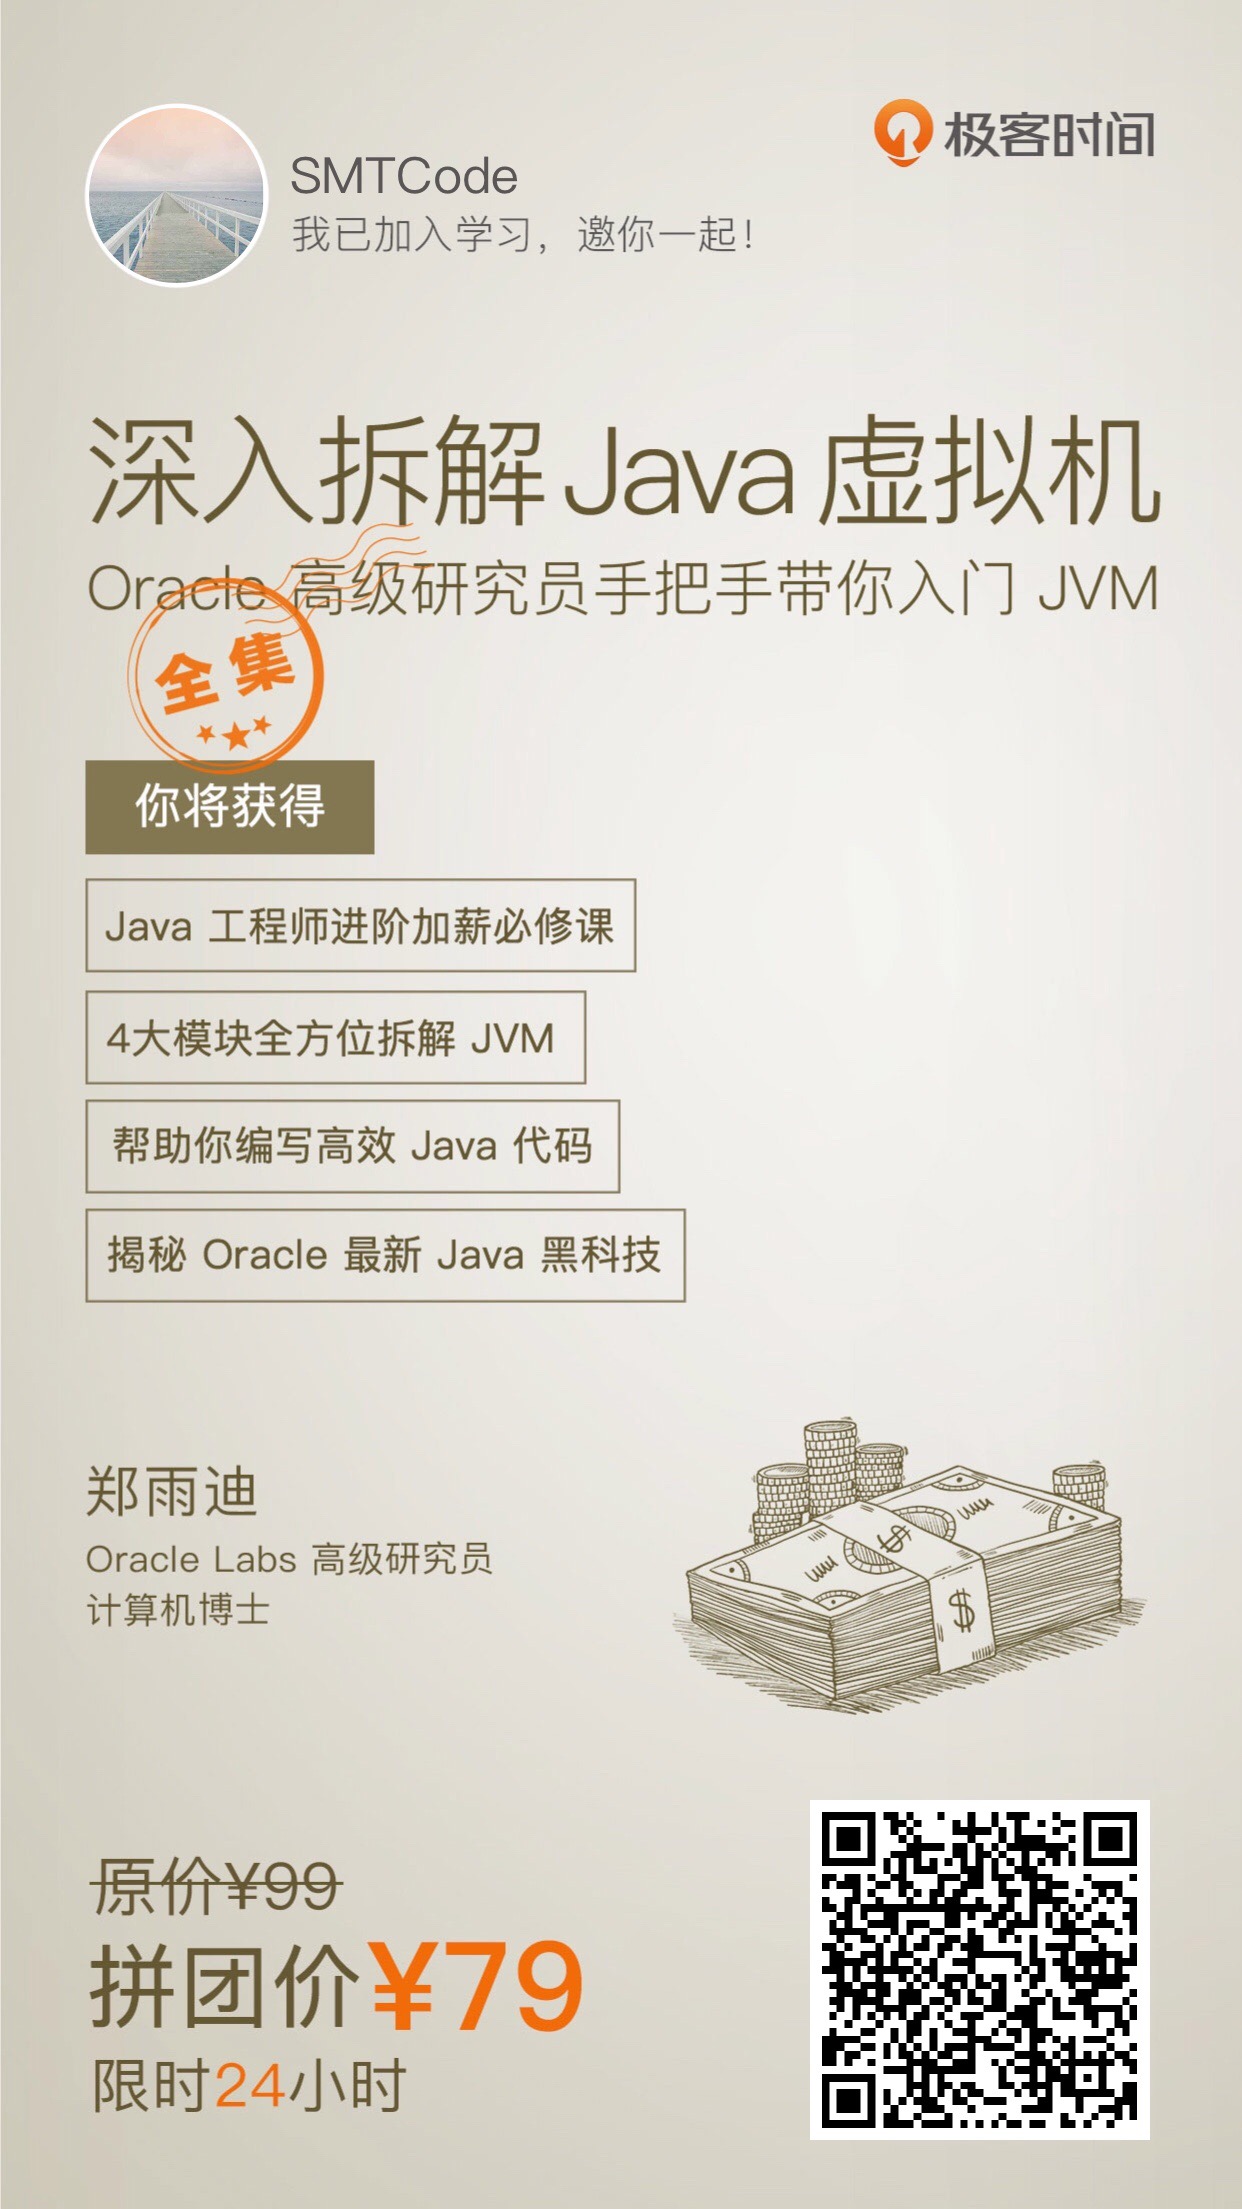 极客时间
SMTCode
我已加入学习，邀你一起！
深入拆解 Java 虚拟机
Oracle 高级研究员手把手带你入门 JVM
全集
你将获得
Java 工程师进阶加薪必修课
4大模块全方位拆解 JVM
帮助你编写高效 Java 代码
揭秘 Oracle 最新 Java 黑科技
郑雨迪
Oracle Labs 高级研究员
计算机博士
$
$
原价¥99
拼团价¥79
限时24小时